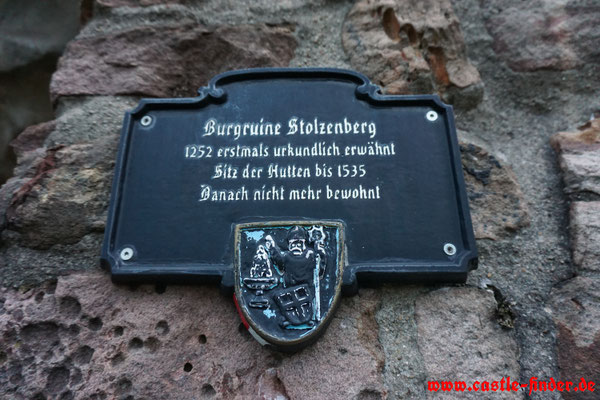 Burgruine Stolzenberg
1252 erstmals urkundlich erwähnt
Sitz der Hutten bis 1535
Danach nicht mehr bewohnt
www.castle-finder.de